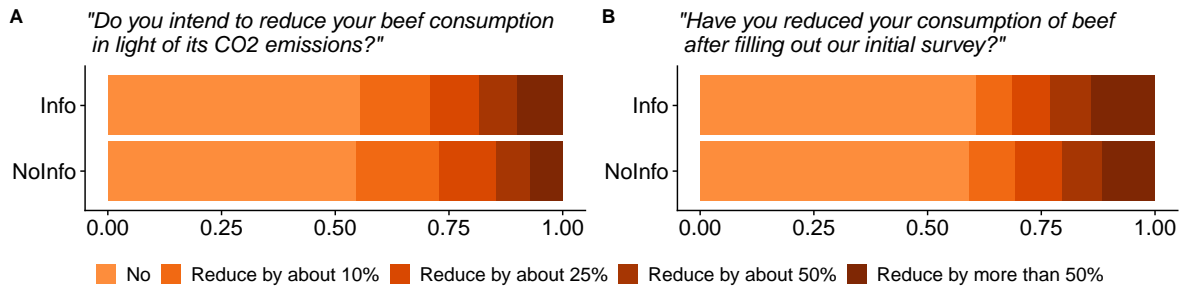 A
"Do you intend to reduce your beef consumption
in light of its CO2 emissions?"
Info
NoInfo
0.00 0.25 0.50 0.75 1.00
B
"Have you reduced your consumption of beef
after filling out our initial survey?"
Info
NoInfo
0.00 0.25 0.50 0.75 1.00
No Reduce by about 10% Reduce by about 25% Reduce by about 50% Reduce by more than 50%